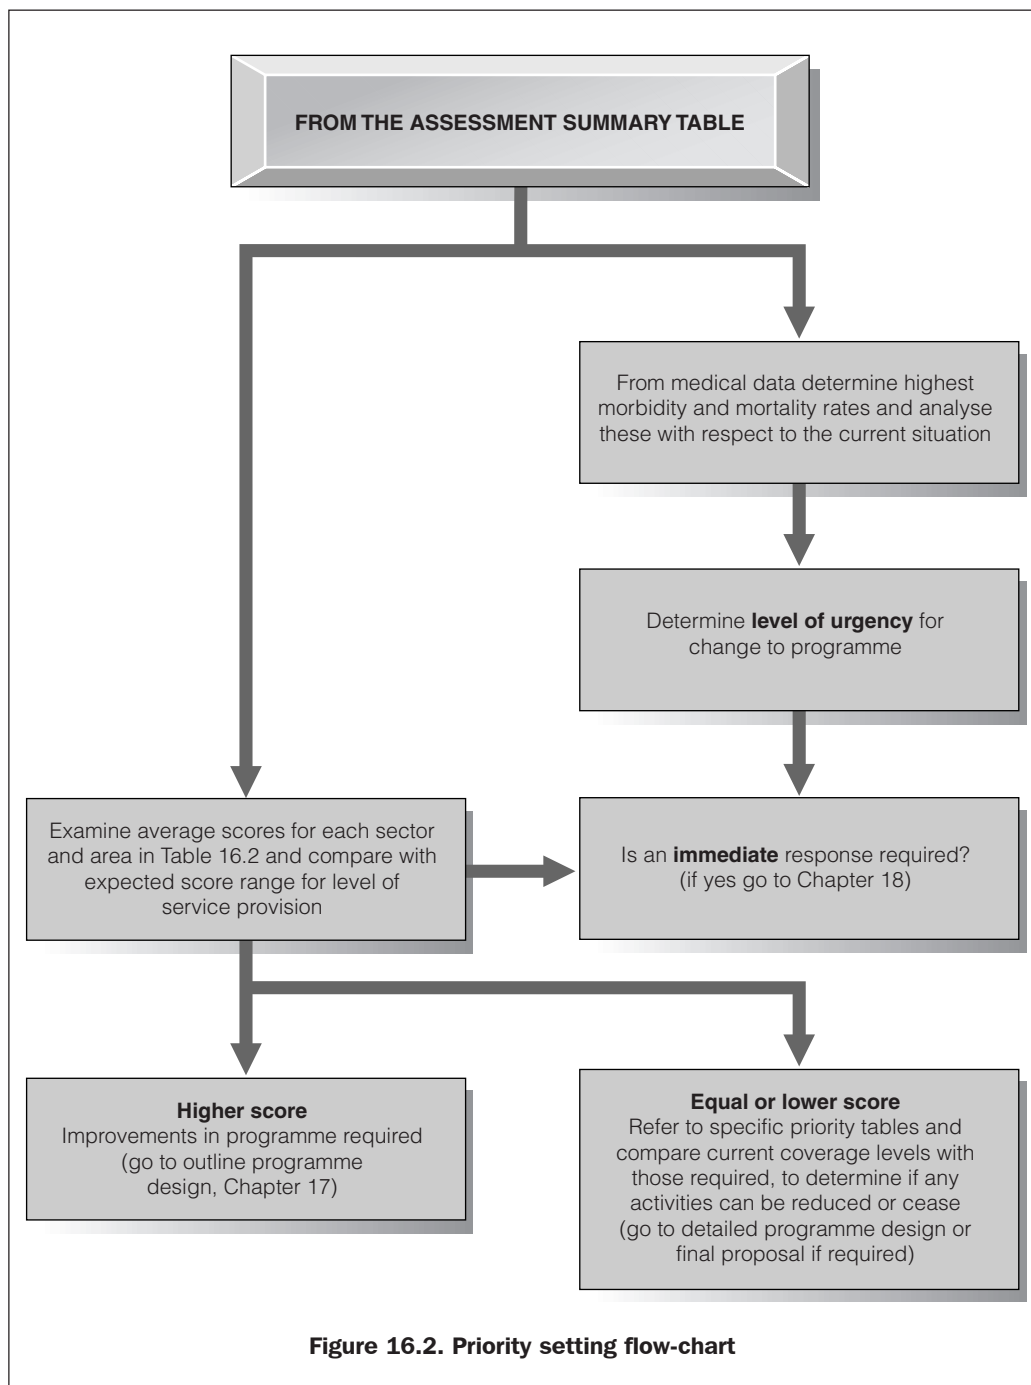 FROM THE ASSESSMENT SUMMARY TABLE
From medical data determine highest
morbidity and mortality rates and analyse
these with respect to the current situation
Determine level of urgency for
change to programme
Examine average scores for each sector
and area in Table 16.2 and compare with
expected score range for level of
service provision
Is an immediate response required?
(if yes go to Chapter 18)
Higher score
Improvements in programme required
(go to outline programme
design, Chapter 17)
Equal or lower score
Refer to specific priority tables and
compare current coverage levels with
those required, to determine if any
activities can be reduced or cease
(go to detailed programme design or
final proposal if required)
Figure 16.2. Priority setting flow-chart